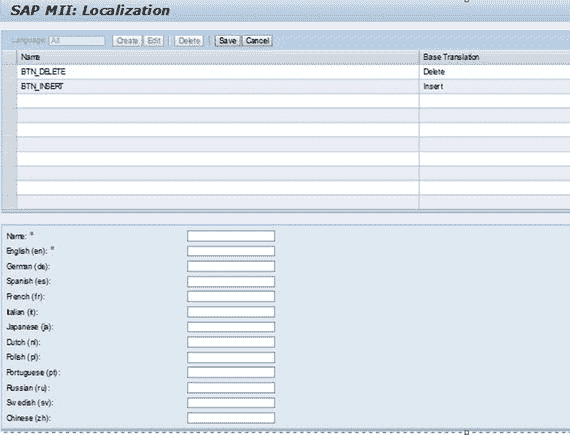 SAP MII: Localization
Language: All Create Edit Delete Save Cancel
Name Base Translation
BTN_DELETE Delete
BTN_INSERT Insert
Name: *
English (en): *
German (de):
Spanish (es):
French (fr):
Italian (it):
Japanese (ja):
Dutch (nl):
Polish (pl):
Portuguese (pt):
Russian (ru):
Swedish (sv):
Chinese (zh):